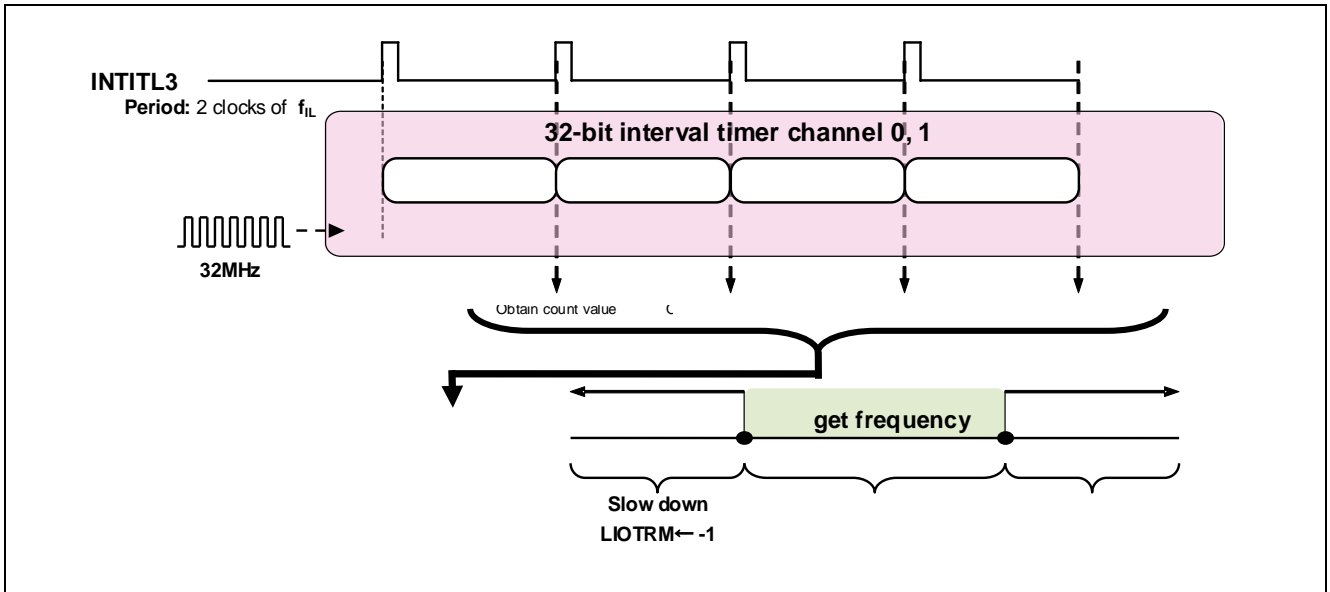 INTITL3
Period: 2 clocks of fIL
32-bit interval timer channel 0, 1
32MHz
Obtain count value
get frequency
Slow down
LIOTRM← -1